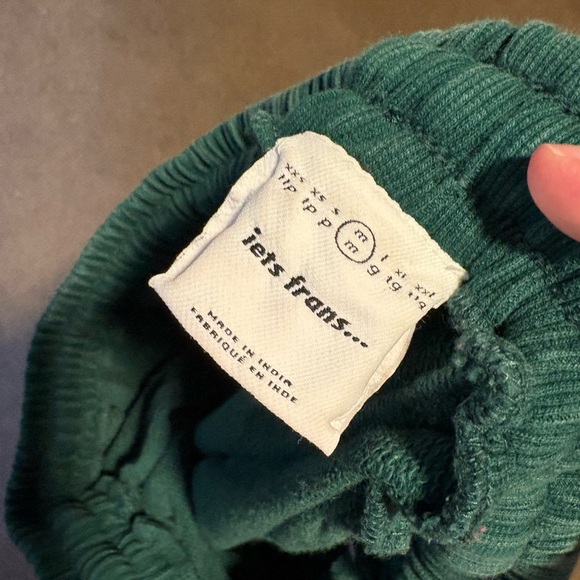 xxs xs s m l xl xxl
ttp tp p m g tg ttg
iets frans...
MADE IN INDIA
FABRIQUÉ EN INDE